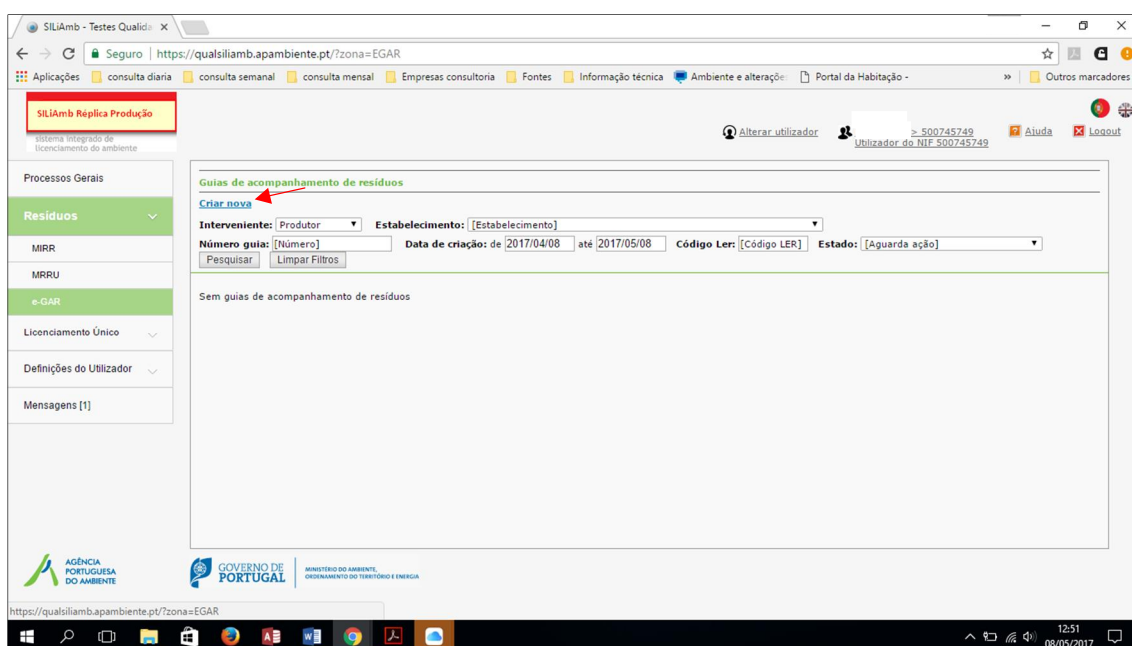 SILiAmb - Testes Qualida
Seguro | https://qualsiliamb.apambiente.pt/?zona=EGAR
Aplicações consulta diaria consulta semanal consulta mensal Empresas consultoria Fontes Informação técnica Ambiente e alteraçõe Portal da Habitação - » Outros marcadores
SILiAmb Réplica Produção
sistema integrado de
licenciamento do ambiente
Alterar utilizador > 500745749
Utilizador do NIF 500745749
Ajuda Logout
Processos Gerais
Resíduos
MIRR
MRRU
e-GAR
Licenciamento Único
Definições do Utilizador
Mensagens [1]
Guias de acompanhamento de resíduos
Criar nova
Interveniente: Produtor Estabelecimento: [Estabelecimento]
Número guia: [Número] Data de criação: de 2017/04/08 até 2017/05/08 Código Ler: [Código LER] Estado: [Aguarda ação]
Pesquisar Limpar Filtros
Sem guias de acompanhamento de resíduos
AGÊNCIA
PORTUGUESA
DO AMBIENTE
GOVERNO DE
PORTUGAL
MINISTÉRIO DO AMBIENTE,
ORDENAMENTO DO TERRITÓRIO E ENERGIA
https://qualsiliamb.apambiente.pt/?zona=EGAR
12:51
08/05/2017